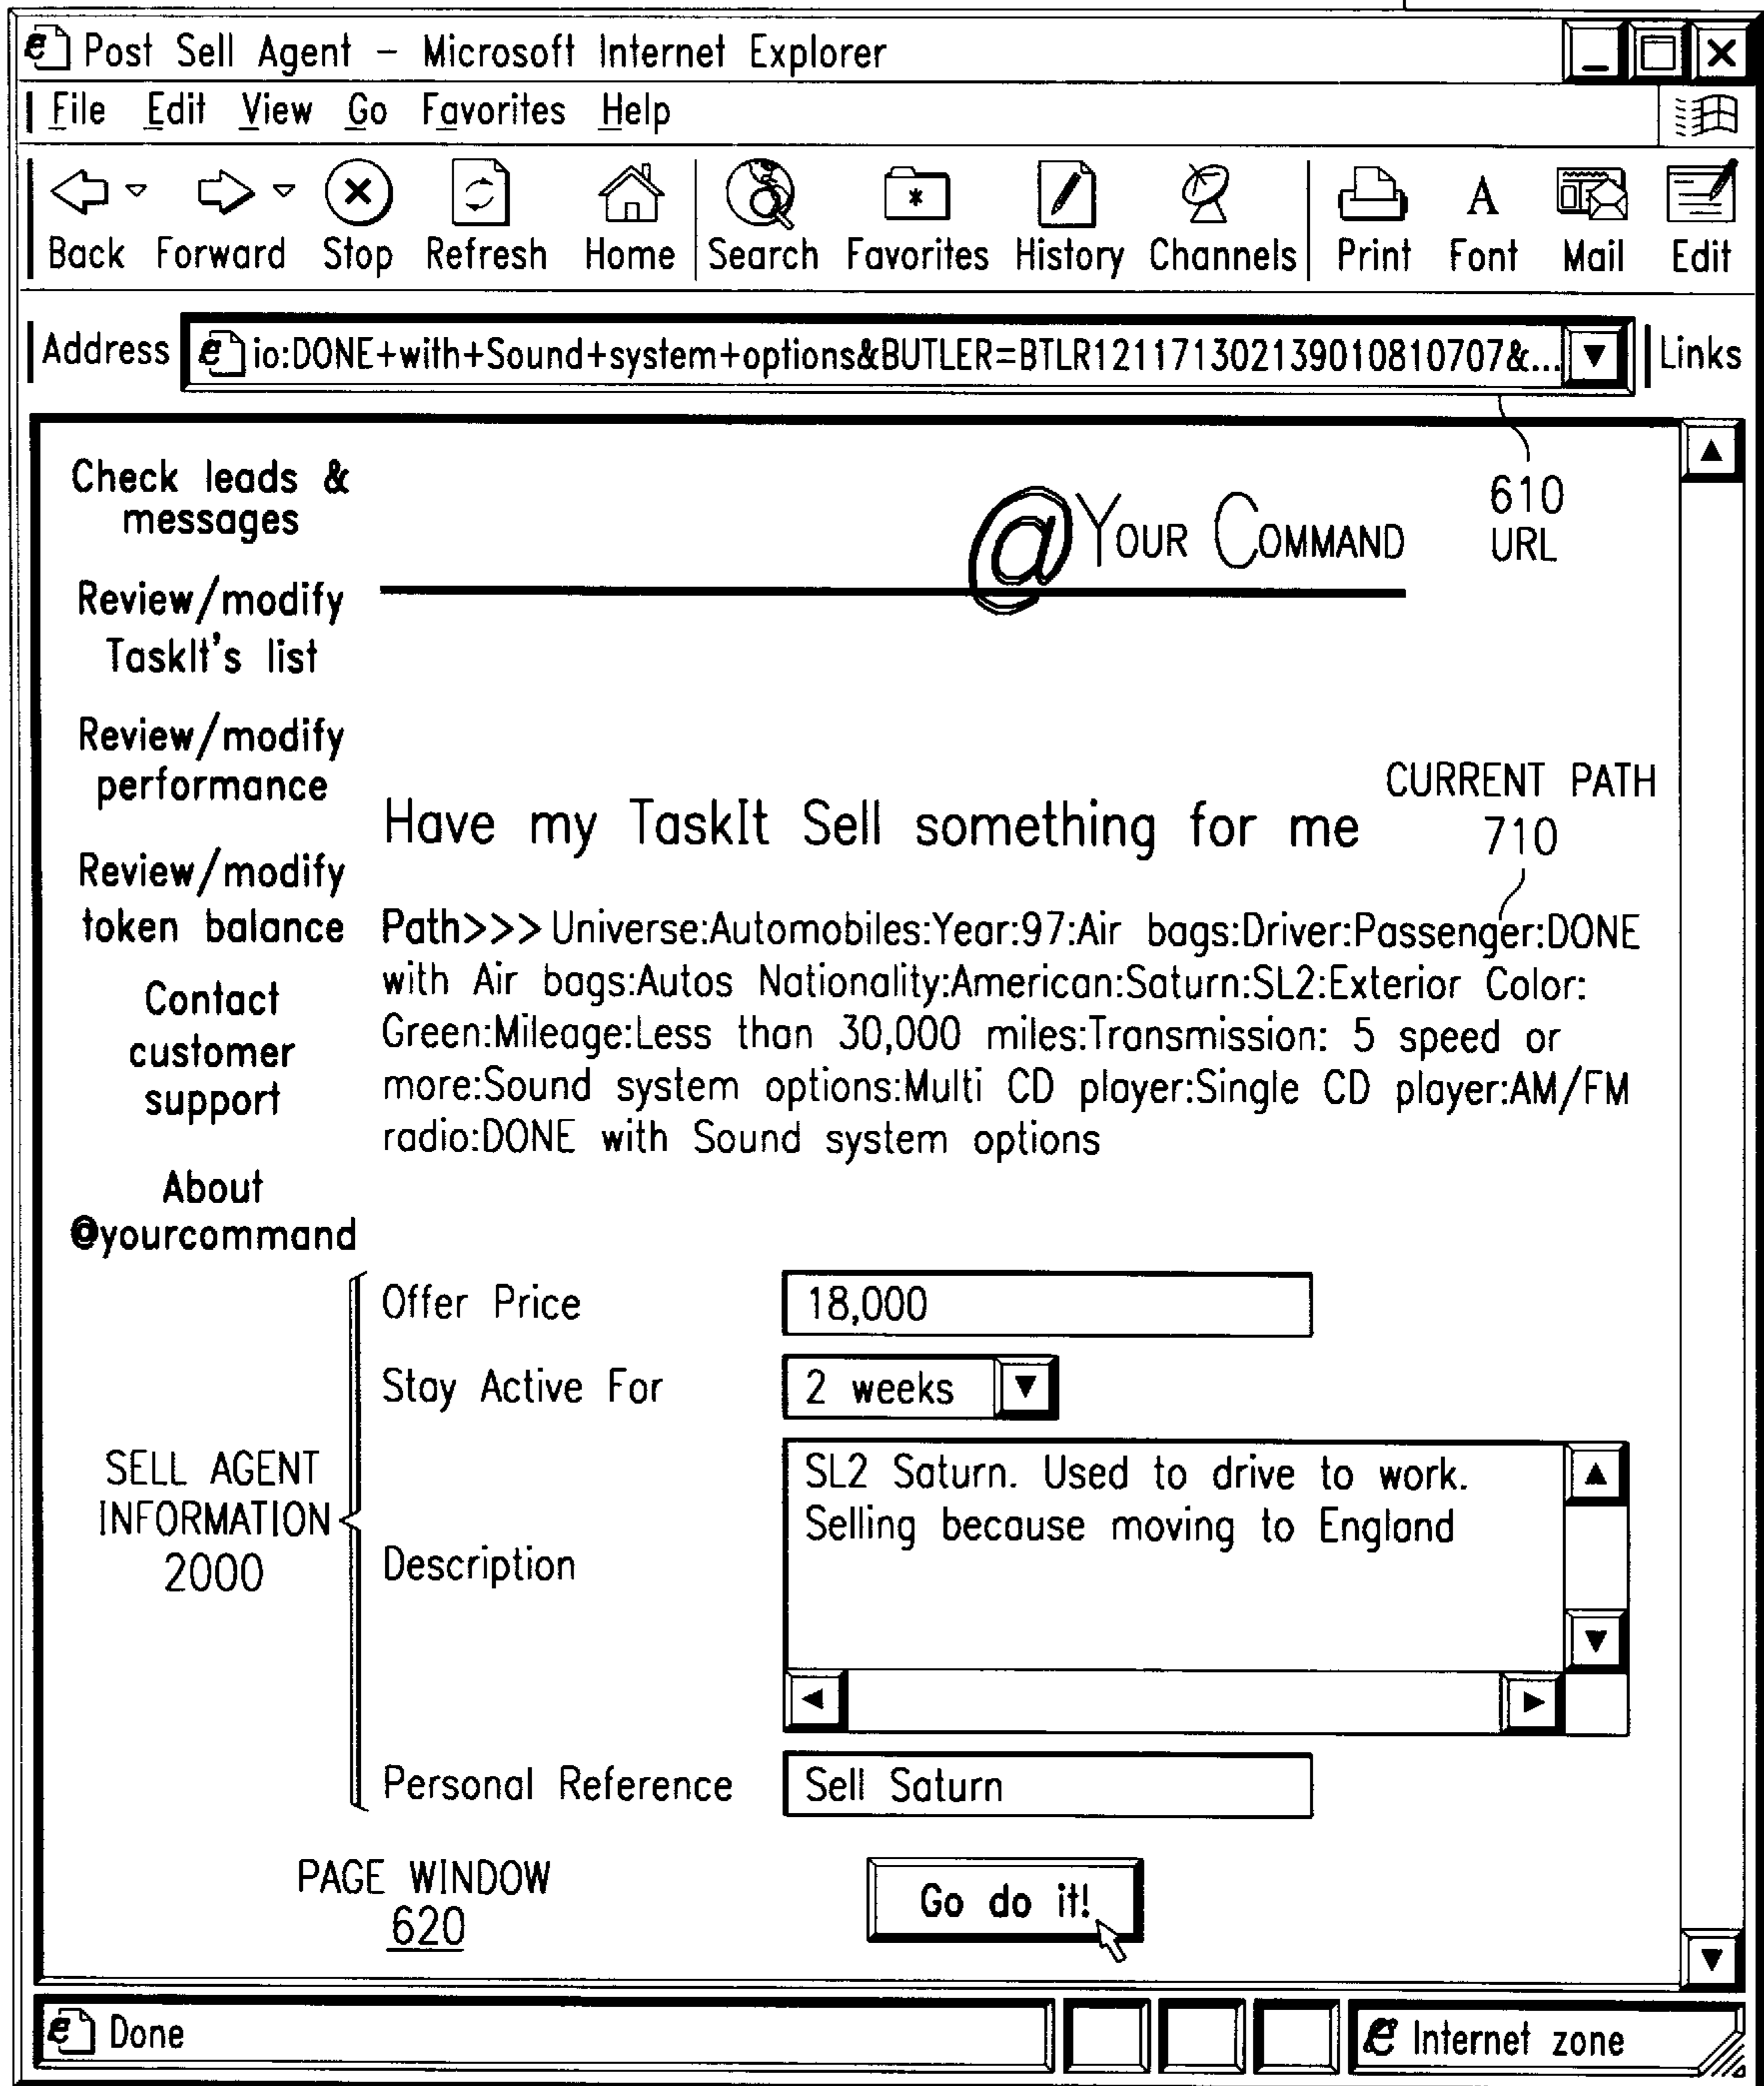 Post Sell Agent – Microsoft Internet Explorer
File Edit View Go Favorites Help
Back Forward Stop Refresh Home Search Favorites History Channels Print Font Mail Edit
Address io:DONE+with+Sound+system+options&BUTLER=BTLR121171302139010810707&... Links
610
URL
@YOUR COMMAND
Check leads &
messages
Review/modify
TaskIt's list
Review/modify
performance
Review/modify
token balance
Contact
customer
support
About
@yourcommand
Have my TaskIt Sell something for me
CURRENT PATH
710
Path>>> Universe:Automobiles:Year:97:Air bags:Driver:Passenger:DONE
with Air bags:Autos Nationality:American:Saturn:SL2:Exterior Color:
Green:Mileage:Less than 30,000 miles:Transmission: 5 speed or
more:Sound system options:Multi CD player:Single CD player:AM/FM
radio:DONE with Sound system options
SELL AGENT
INFORMATION
2000
Offer Price 18,000
Stay Active For 2 weeks
Description
SL2 Saturn. Used to drive to work.
Selling because moving to England
Personal Reference Sell Saturn
PAGE WINDOW
620
Go do it!
Done
Internet zone